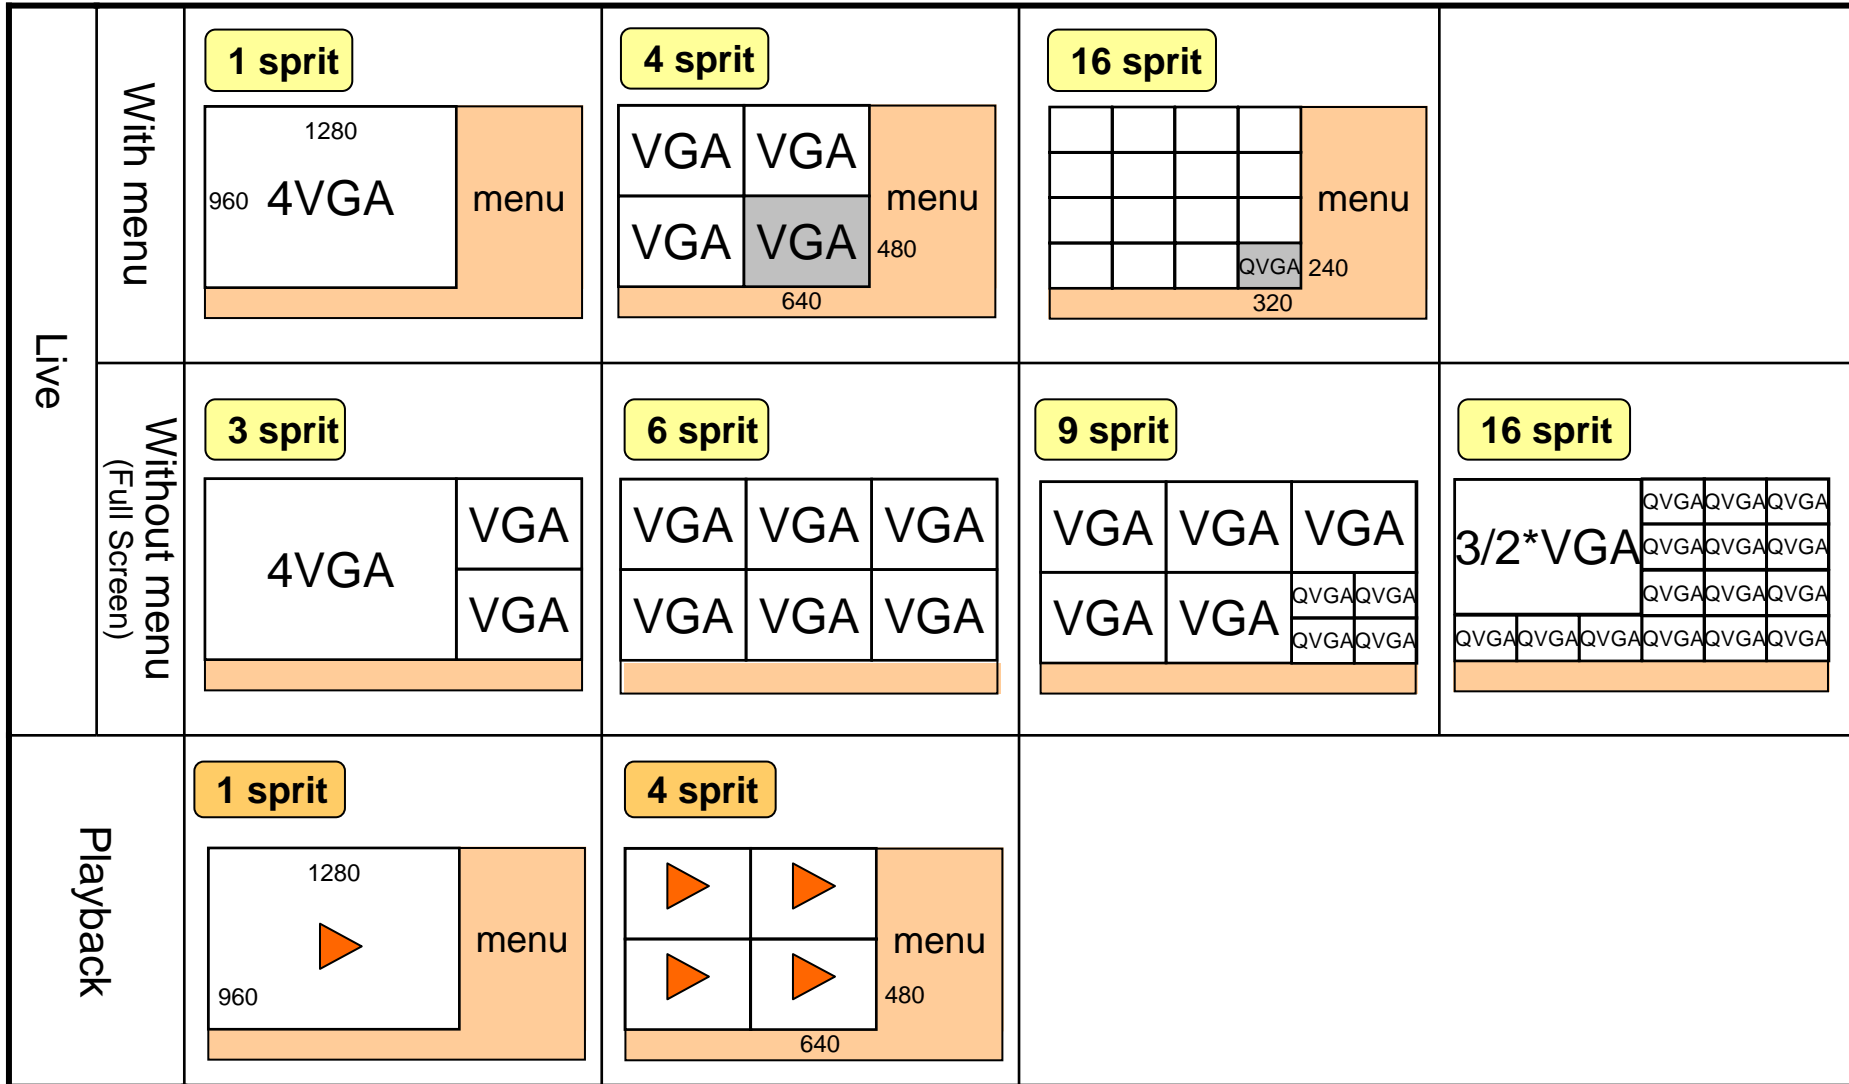 Live
With menu
1 sprit
1280
960
4VGA
menu
4 sprit
VGA VGA
VGA VGA
menu
480
640
16 sprit
menu
QVGA
240
320
Without menu
(Full Screen)
3 sprit
4VGA
VGA
VGA
6 sprit
VGA VGA VGA
VGA VGA VGA
9 sprit
VGA VGA VGA
VGA VGA
QVGA QVGA
QVGA QVGA
16 sprit
3/2*VGA
QVGA QVGA QVGA
QVGA QVGA QVGA
QVGA QVGA QVGA
QVGA QVGA QVGA QVGA QVGA QVGA
Playback
1 sprit
1280
960
menu
4 sprit
menu
480
640